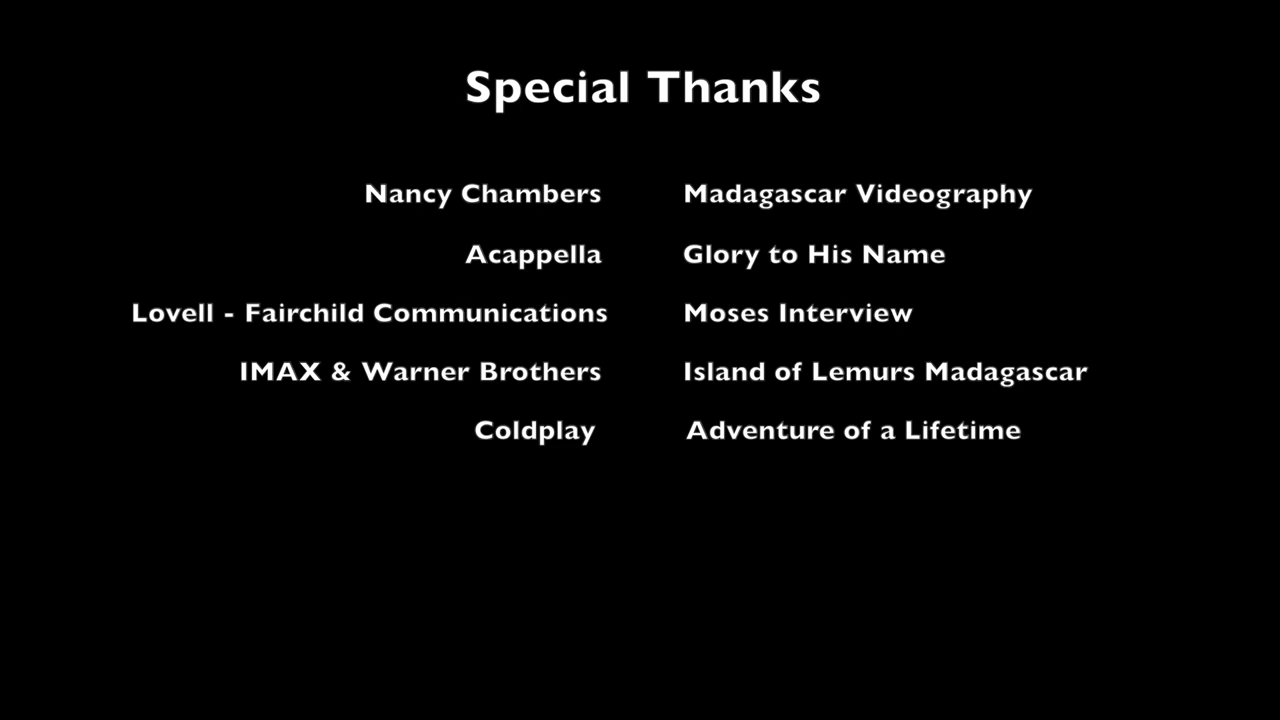 Special Thanks
Nancy Chambers Madagascar Videography
Acappella Glory to His Name
Lovell - Fairchild Communications Moses Interview
IMAX & Warner Brothers Island of Lemurs Madagascar
Coldplay Adventure of a Lifetime